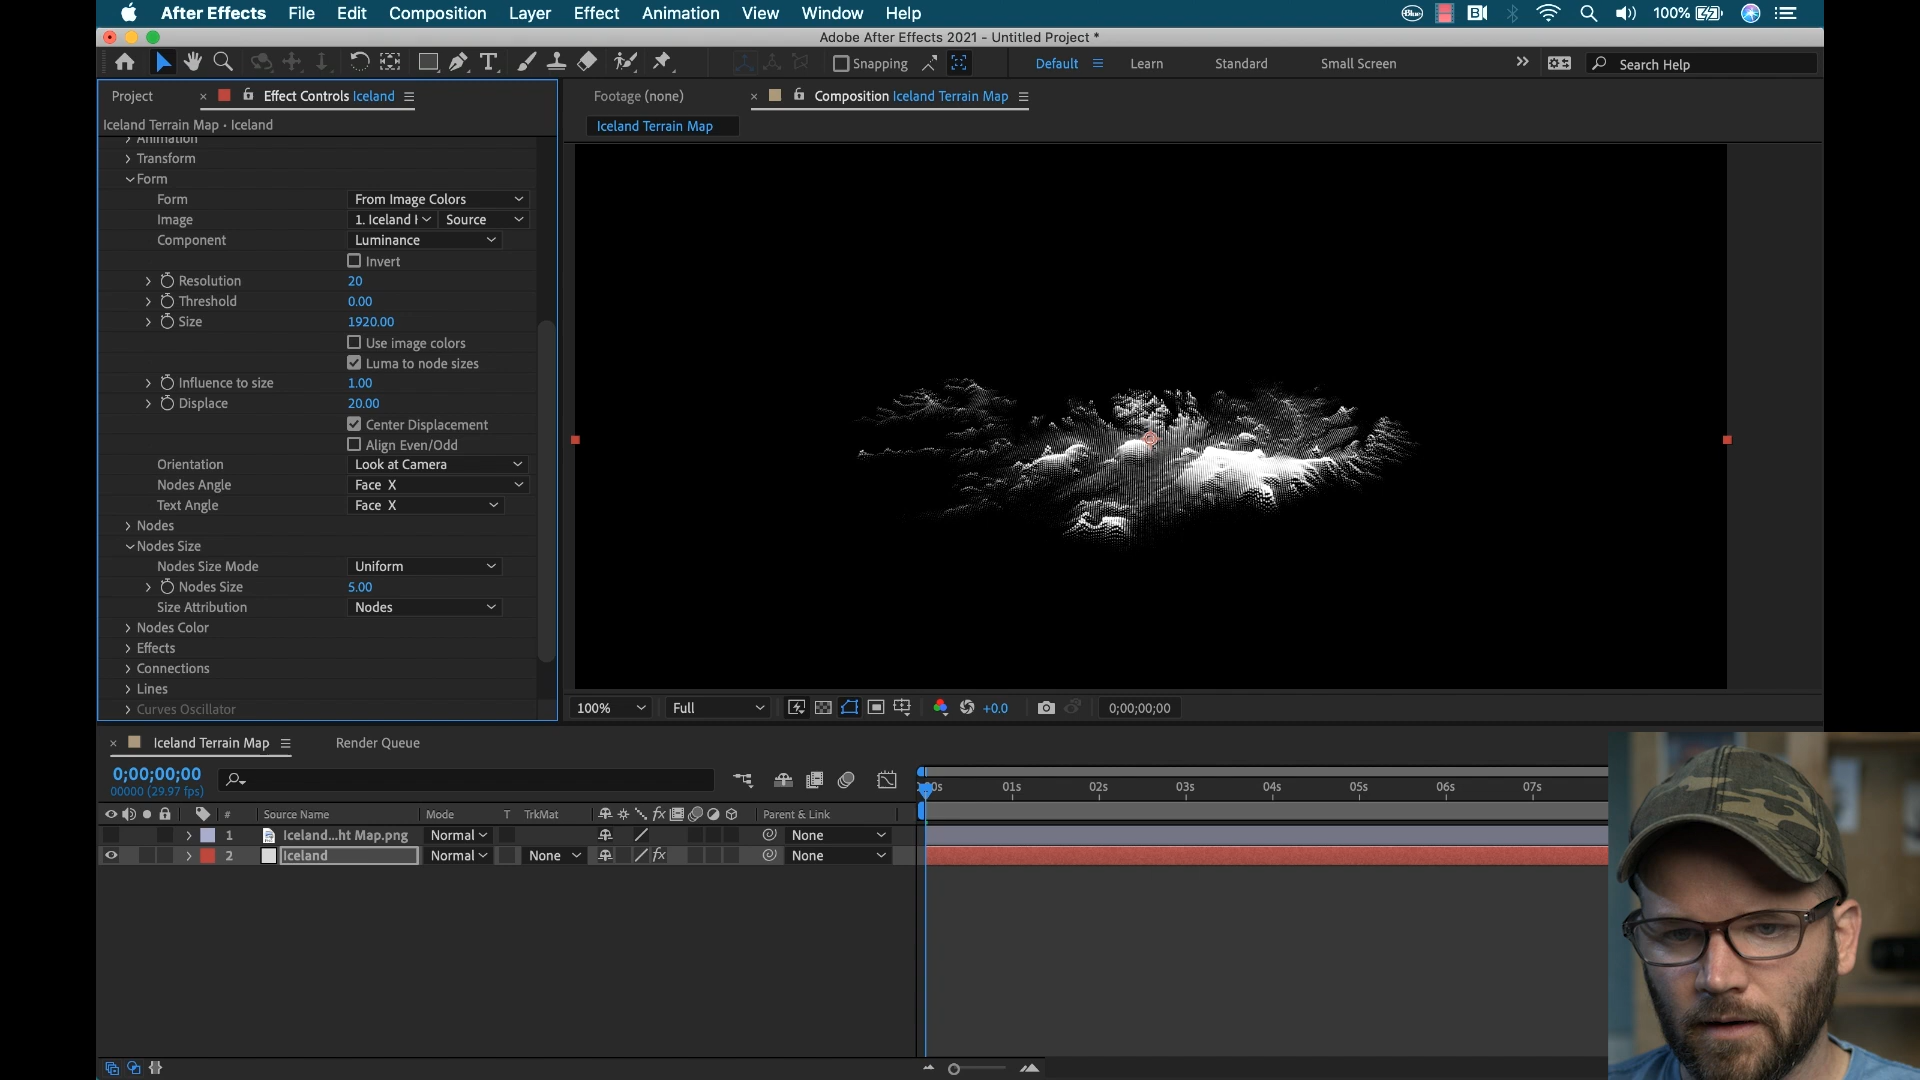 After Effects File Edit Composition Layer Effect Animation View Window Help 100%
Adobe After Effects 2021 - Untitled Project *
Snapping Default Learn Standard Small Screen Search Help
Project Effect Controls Iceland Footage (none) Composition Iceland Terrain Map
Iceland Terrain Map • Iceland
Iceland Terrain Map
Animation
Transform
Form
Form From Image Colors
Image 1. Iceland H Source
Component Luminance
Invert
Resolution 20
Threshold 0.00
Size 1920.00
Use image colors
Luma to node sizes
Influence to size 1.00
Displace 20.00
Center Displacement
Align Even/Odd
Orientation Look at Camera
Nodes Angle Face X
Text Angle Face X
Nodes
Nodes Size
Nodes Size Mode Uniform
Nodes Size 5.00
Size Attribution Nodes
Nodes Color
Effects
Connections
Lines
Curves Oscillator
100% Full +0.0 0;00;00;00
Iceland Terrain Map Render Queue
0;00;00;00
00000 (29.97 fps)
00s 01s 02s 03s 04s 05s 06s 07s
# Source Name Mode T TrkMat fx Parent & Link
1 Iceland...ht Map.png Normal None
2 Iceland Normal None fx None